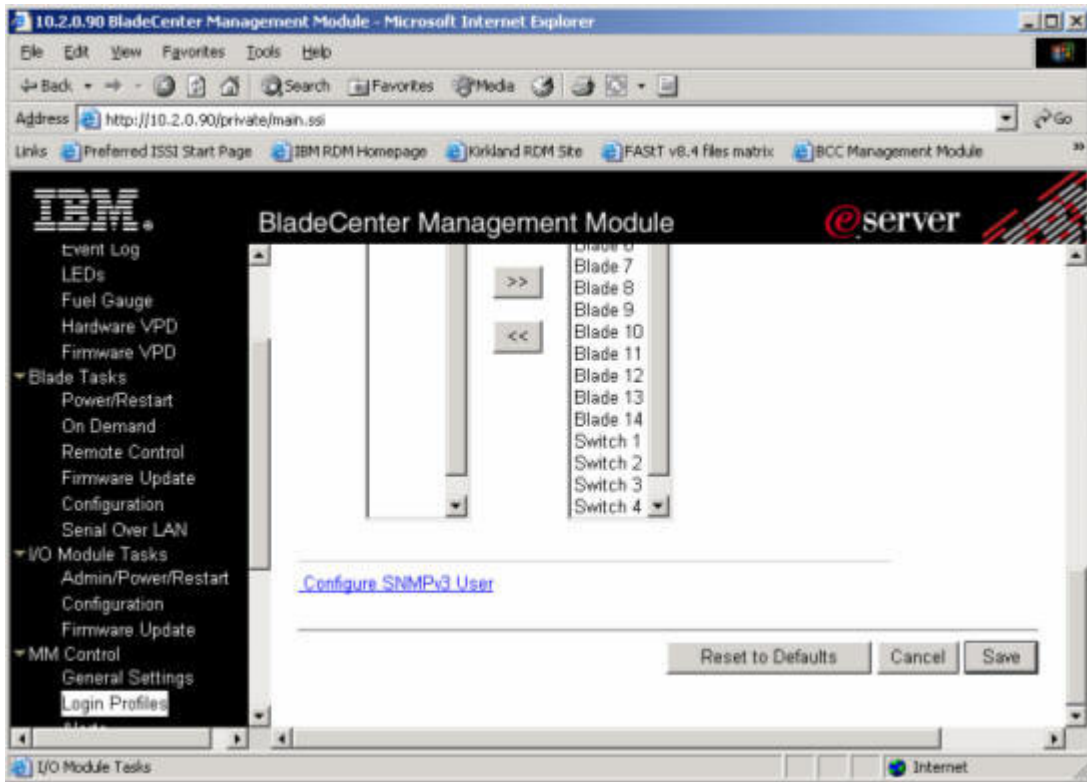 10.2.0.90 BladeCenter Management Module - Microsoft Internet Explorer
File Edit View Favorites Tools Help
Back Search Favorites Media
Address http://10.2.0.90/private/main.ssi Go
Links Preferred ISSI Start Page IBM RDM Homepage Kirkland RDM Site FAStT v8.4 files matrix BCC Management Module »
IBM BladeCenter Management Module @server
Event Log
LEDs
Fuel Gauge
Hardware VPD
Firmware VPD
Blade Tasks
Power/Restart
On Demand
Remote Control
Firmware Update
Configuration
Serial Over LAN
I/O Module Tasks
Admin/Power/Restart
Configuration
Firmware Update
MM Control
General Settings
Login Profiles
Alerts
>>
<<
Blade 6
Blade 7
Blade 8
Blade 9
Blade 10
Blade 11
Blade 12
Blade 13
Blade 14
Switch 1
Switch 2
Switch 3
Switch 4
Configure SNMPv3 User
Reset to Defaults Cancel Save
I/O Module Tasks Internet